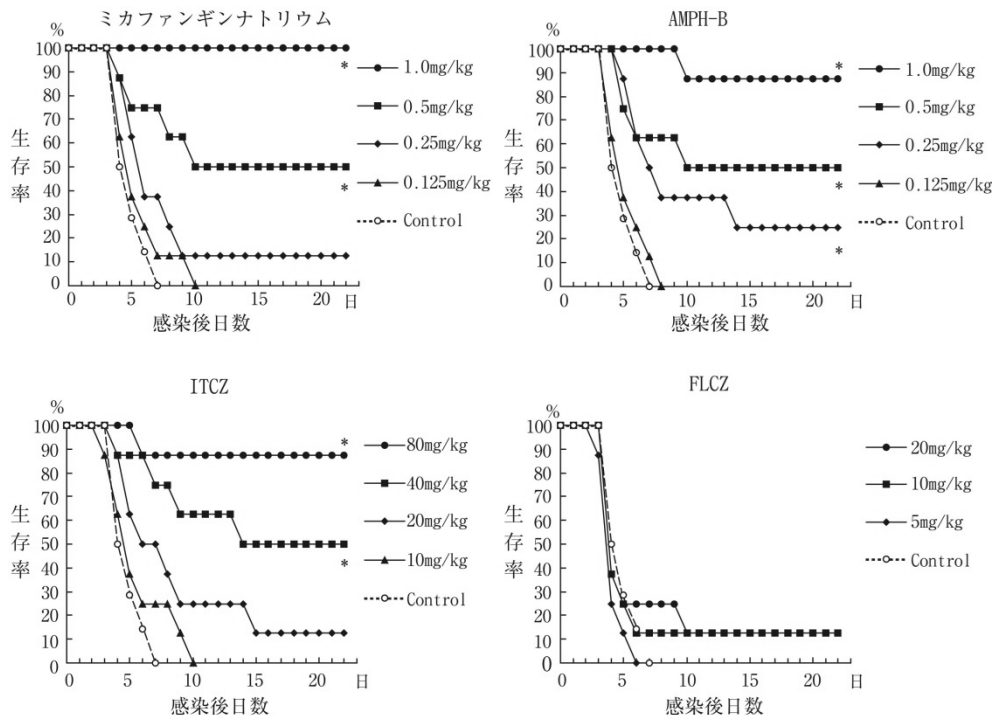 ミカファンギンナトリウム
%
100
90
80
70
60
50
40
30
20
10
0
生存率
0 5 10 15 20 日
感染後日数
*
*
1.0mg/kg
0.5mg/kg
0.25mg/kg
0.125mg/kg
Control
AMPH-B
%
100
90
80
70
60
50
40
30
20
10
0
生存率
0 5 10 15 20 日
感染後日数
*
*
*
1.0mg/kg
0.5mg/kg
0.25mg/kg
0.125mg/kg
Control
ITCZ
%
100
90
80
70
60
50
40
30
20
10
0
生存率
0 5 10 15 20 日
感染後日数
*
*
80mg/kg
40mg/kg
20mg/kg
10mg/kg
Control
FLCZ
%
100
90
80
70
60
50
40
30
20
10
0
生存率
0 5 10 15 20 日
感染後日数
20mg/kg
10mg/kg
5mg/kg
Control